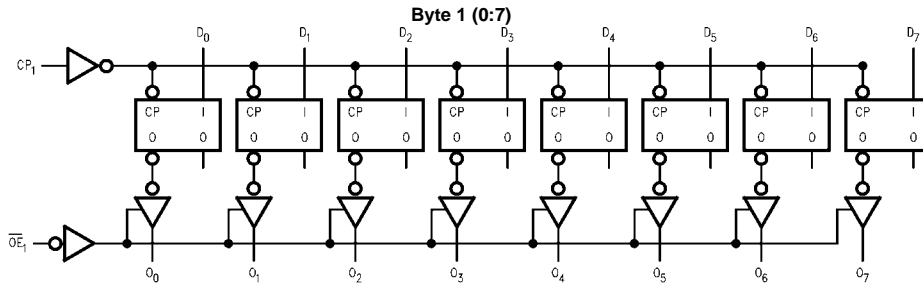 Byte 1 (0:7)
D0 D1 D2 D3 D4 D5 D6 D7
CP1
CP I CP I CP I CP I CP I CP I CP I CP I
O O O O O O O O O O O O O O O O
OE1
O0 O1 O2 O3 O4 O5 O6 O7